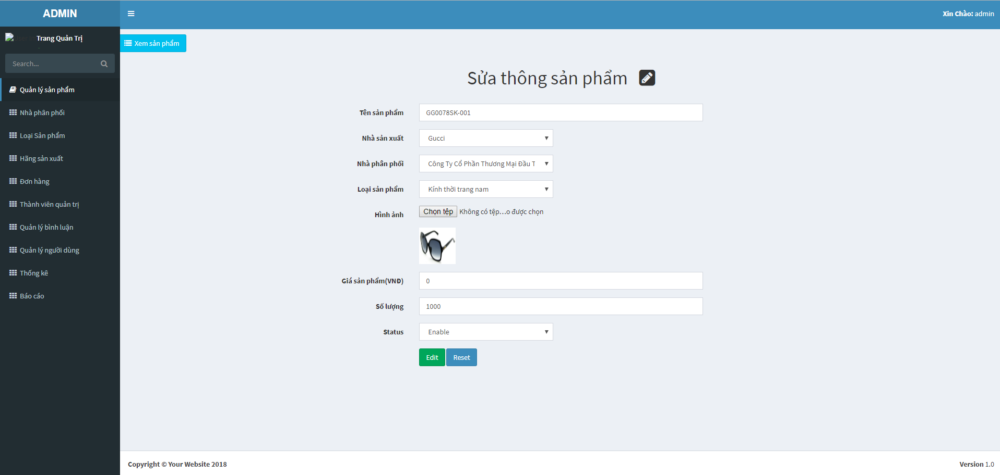 ADMIN
Xin Chào: admin
Trang Quản Trị
Search...
Quản lý sản phẩm
Nhà phân phối
Loại Sản phẩm
Hãng sản xuất
Đơn hàng
Thành viên quản trị
Quản lý bình luận
Quản lý người dùng
Thống kê
Báo cáo
Xem sản phẩm
Sửa thông sản phẩm
Tên sản phẩm GG0078SK-001
Nhà sản xuất Gucci
Nhà phân phối Công Ty Cổ Phần Thương Mại Đầu T
Loại sản phẩm Kính thời trang nam
Hình ảnh Chọn tệp Không có tệp…o được chọn
Giá sản phẩm(VNĐ) 0
Số lượng 1000
Status Enable
Edit Reset
Copyright © Your Website 2018
Version 1.0